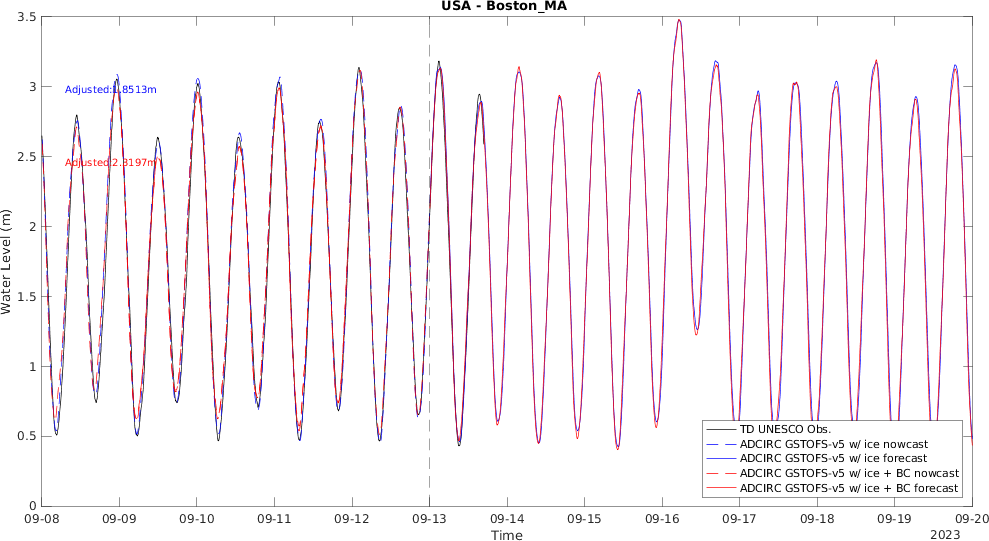 USA - Boston_MA
3.5
3
2.5
2
1.5
1
0.5
0
Water Level (m)
Adjusted:1.8513m
Adjusted:2.3197m
TD UNESCO Obs.
ADCIRC GSTOFS-v5 w/ ice nowcast
ADCIRC GSTOFS-v5 w/ ice forecast
ADCIRC GSTOFS-v5 w/ ice + BC nowcast
ADCIRC GSTOFS-v5 w/ ice + BC forecast
09-08 09-09 09-10 09-11 09-12 09-13 09-14 09-15 09-16 09-17 09-18 09-19 09-20
Time
2023